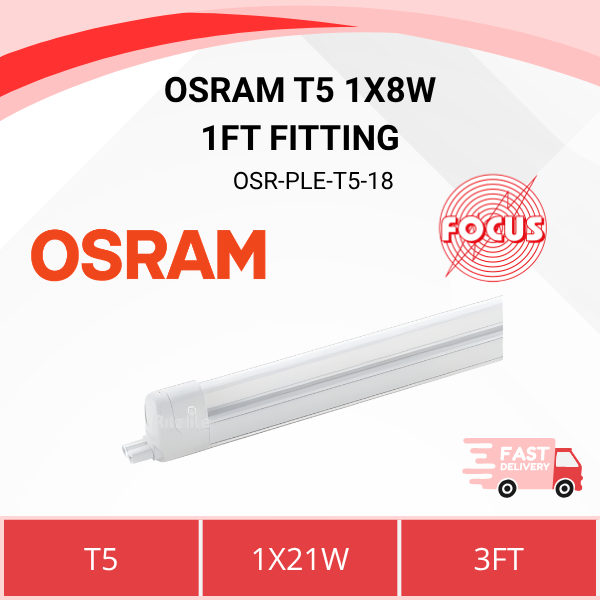 OSRAM T5 1X8W
1FT FITTING
OSR-PLE-T5-18
OSRAM
FOCUS
FAST
DELIVERY
T5
1X21W
3FT